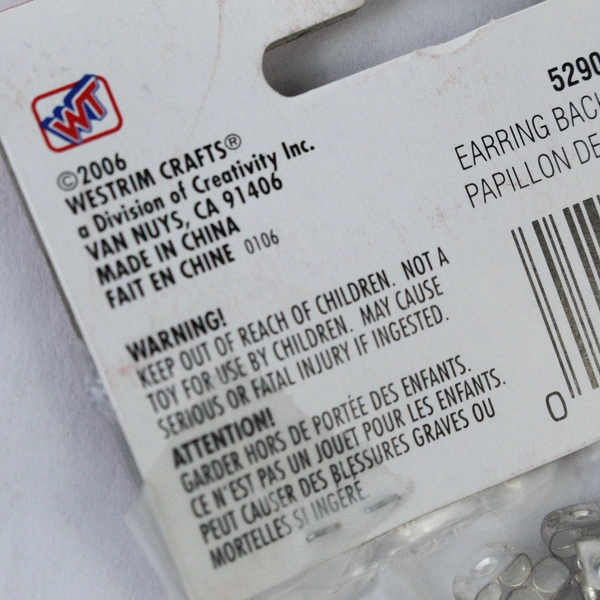 WT
©2006
WESTRIM CRAFTS®
a Division of Creativity Inc.
VAN NUYS, CA 91406
MADE IN CHINA
FAIT EN CHINE 0106
WARNING!
KEEP OUT OF REACH OF CHILDREN. NOT A
TOY FOR USE BY CHILDREN. MAY CAUSE
SERIOUS OR FATAL INJURY IF INGESTED.
ATTENTION!
GARDER HORS DE PORTÉE DES ENFANTS.
CE N'EST PAS UN JOUET POUR LES ENFANTS.
PEUT CAUSER DES BLESSURES GRAVES OU
MORTELLES SI INGÈRE.
5290
EARRING BAC
PAPILLON DE
0